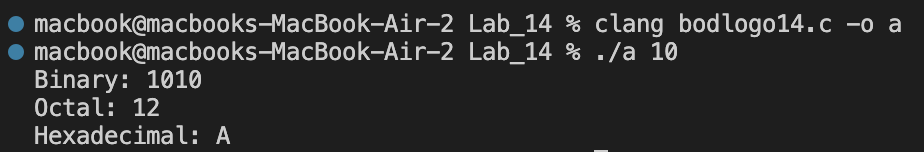 macbook@macbooks-MacBook-Air-2 Lab_14 % clang bodlogo14.c -o a
macbook@macbooks-MacBook-Air-2 Lab_14 % ./a 10
Binary: 1010
Octal: 12
Hexadecimal: A